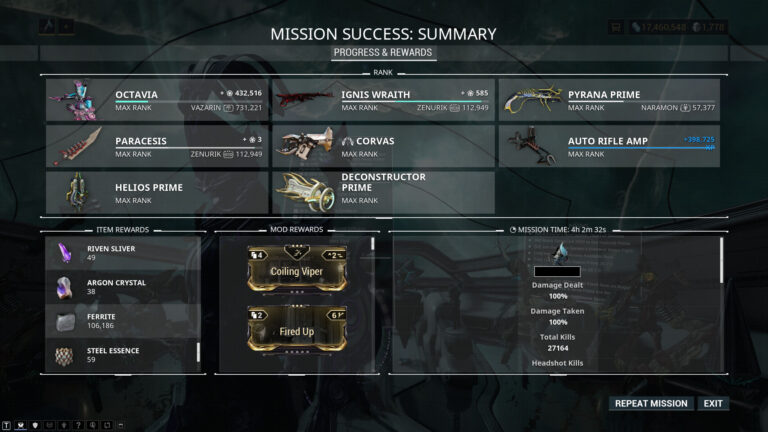 17,460,548 1,778
MISSION SUCCESS: SUMMARY
PROGRESS & REWARDS
RANK
OCTAVIA + 432,516
MAX RANK VAZARIN 731,221
IGNIS WRAITH + 585
MAX RANK ZENURIK 112,949
PYRANA PRIME
MAX RANK NARAMON 57,377
PARACESIS + 3
MAX RANK ZENURIK 112,949
CORVAS
MAX RANK
AUTO RIFLE AMP +398,725 XP
MAX RANK
HELIOS PRIME
MAX RANK
DECONSTRUCTOR
PRIME
MAX RANK
ITEM REWARDS
RIVEN SLIVER
49
ARGON CRYSTAL
38
FERRITE
106,186
STEEL ESSENCE
59
MOD REWARDS
4 2
Coiling Viper
2 6
Fired Up
MISSION TIME: 4h 2m 32s
Damage Dealt
100%
Damage Taken
100%
Total Kills
27164
Headshot Kills
REPEAT MISSION EXIT